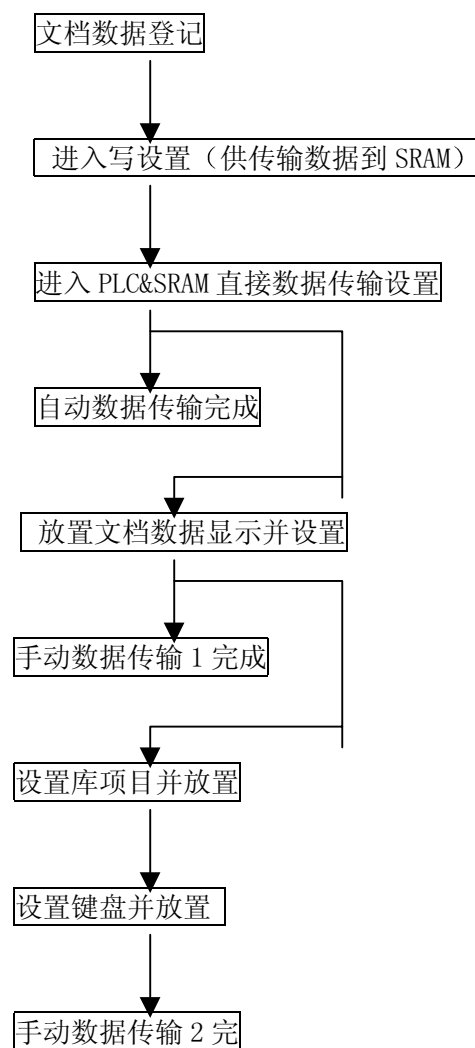 文档数据登记
进入写设置（供传输数据到 SRAM）
进入 PLC&SRAM 直接数据传输设置
自动数据传输完成
放置文档数据显示并设置
手动数据传输 1 完成
设置库项目并放置
设置键盘并放置
手动数据传输 2 完